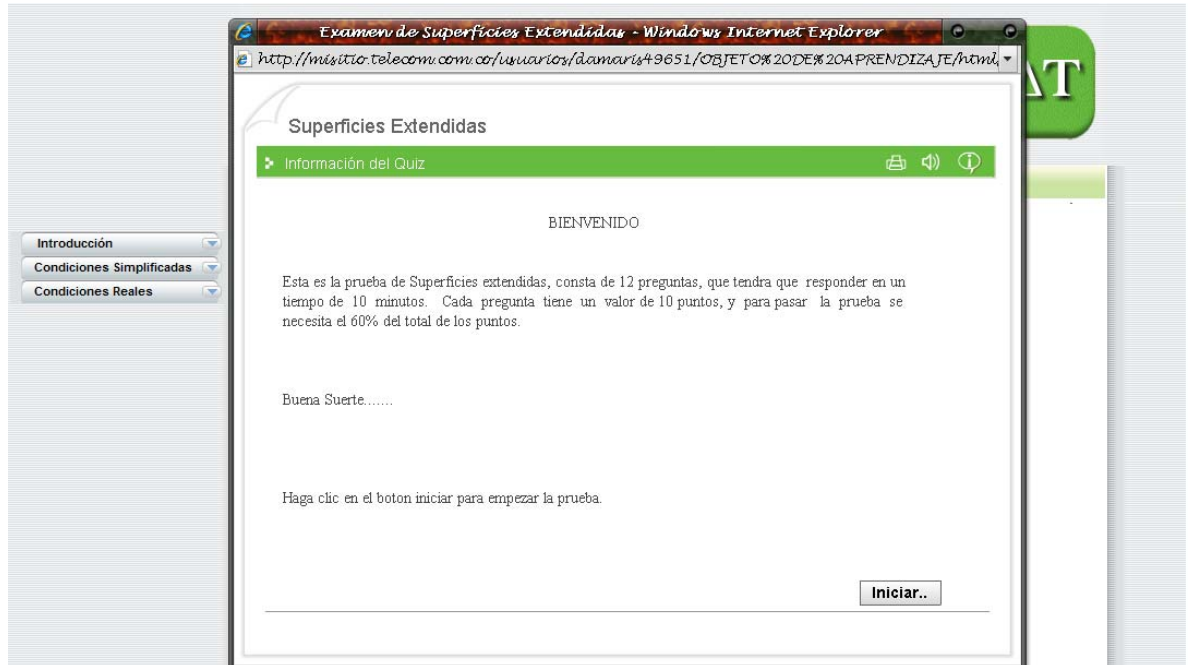 Examen de Superficies Extendidas - Windows Internet Explorer
http://misitio.telecom.com.co/usuarios/damaris49651/OBJETO%20DE%20APRENDIZAJE/html,
ΔT
Superficies Extendidas
Información del Quiz
BIENVENIDO
Introducción
Condiciones Simplificadas
Condiciones Reales
Esta es la prueba de Superficies extendidas, consta de 12 preguntas, que tendra que responder en un
tiempo de 10 minutos. Cada pregunta tiene un valor de 10 puntos, y para pasar la prueba se
necesita el 60% del total de los puntos.
Buena Suerte.......
Haga clic en el boton iniciar para empezar la prueba.
Iniciar..